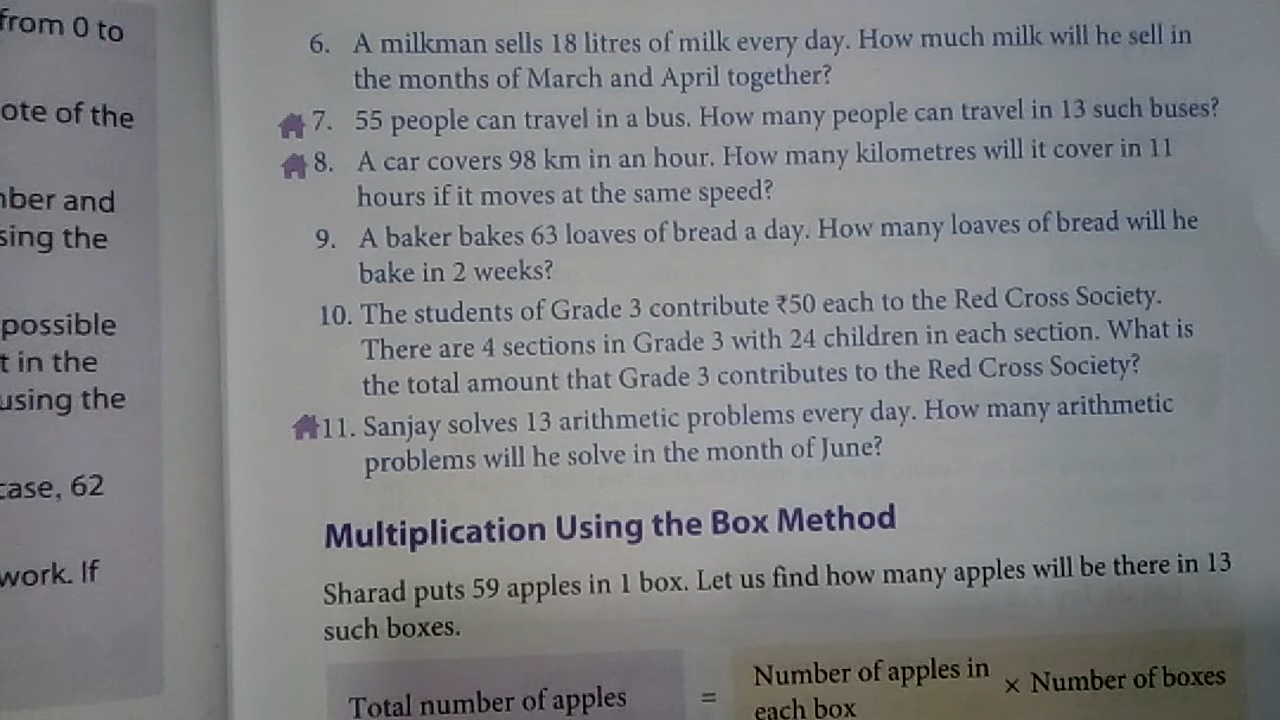 from 0 to
ote of the
ber and
sing the
possible
t in the
using the
case, 62
work. If
6. A milkman sells 18 litres of milk every day. How much milk will he sell in
the months of March and April together?
7. 55 people can travel in a bus. How many people can travel in 13 such buses?
8. A car covers 98 km in an hour. How many kilometres will it cover in 11
hours if it moves at the same speed?
9. A baker bakes 63 loaves of bread a day. How many loaves of bread will he
bake in 2 weeks?
10. The students of Grade 3 contribute ₹50 each to the Red Cross Society.
There are 4 sections in Grade 3 with 24 children in each section. What is
the total amount that Grade 3 contributes to the Red Cross Society?
11. Sanjay solves 13 arithmetic problems every day. How many arithmetic
problems will he solve in the month of June?
Multiplication Using the Box Method
Sharad puts 59 apples in 1 box. Let us find how many apples will be there in 13
such boxes.
Total number of apples = Number of apples in × Number of boxes
each box